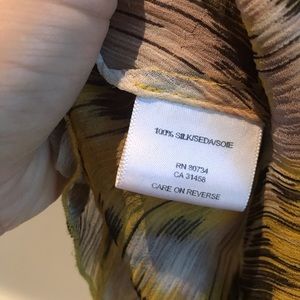 100% SILK/SEDA/SOIE
RN 80734
CA 31458
CARE ON REVERSE